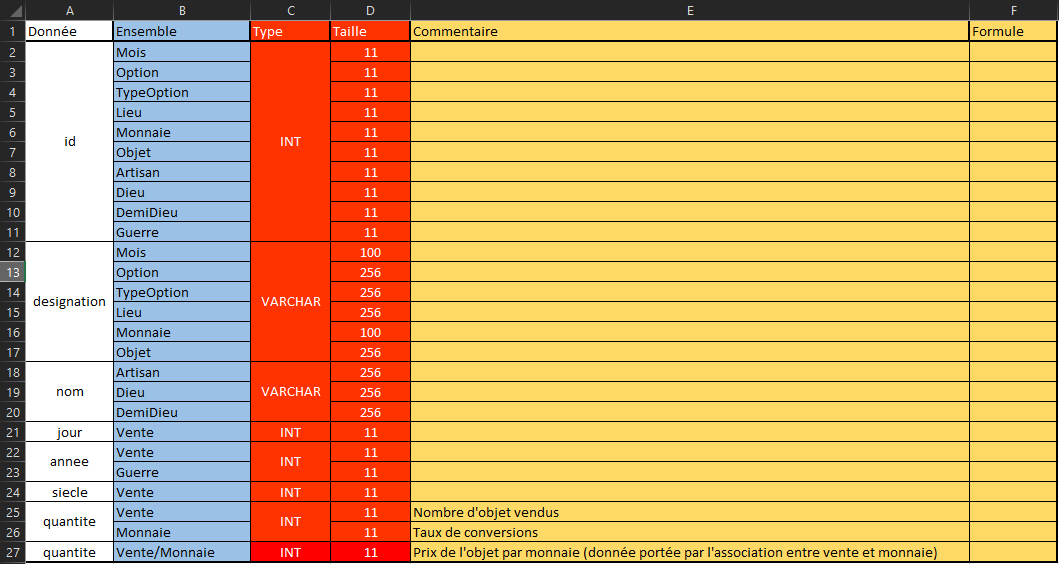 A B C D E F
1 Donnée Ensemble Type Taille Commentaire Formule
2 Mois 11
3 Option 11
4 TypeOption 11
5 Lieu 11
6 Monnaie 11
7 id Objet INT 11
8 Artisan 11
9 Dieu 11
10 DemiDieu 11
11 Guerre 11
12 Mois 100
13 Option 256
14 TypeOption 256
designation VARCHAR
15 Lieu 256
16 Monnaie 100
17 Objet 256
18 Artisan 256
19 nom Dieu VARCHAR 256
20 DemiDieu 256
21 jour Vente INT 11
22 Vente 11
annee INT
23 Guerre 11
24 siecle Vente INT 11
25 Vente 11 Nombre d'objet vendus
quantite INT
26 Monnaie 11 Taux de conversions
27 quantite Vente/Monnaie INT 11 Prix de l'objet par monnaie (donnée portée par l'association entre vente et monnaie)